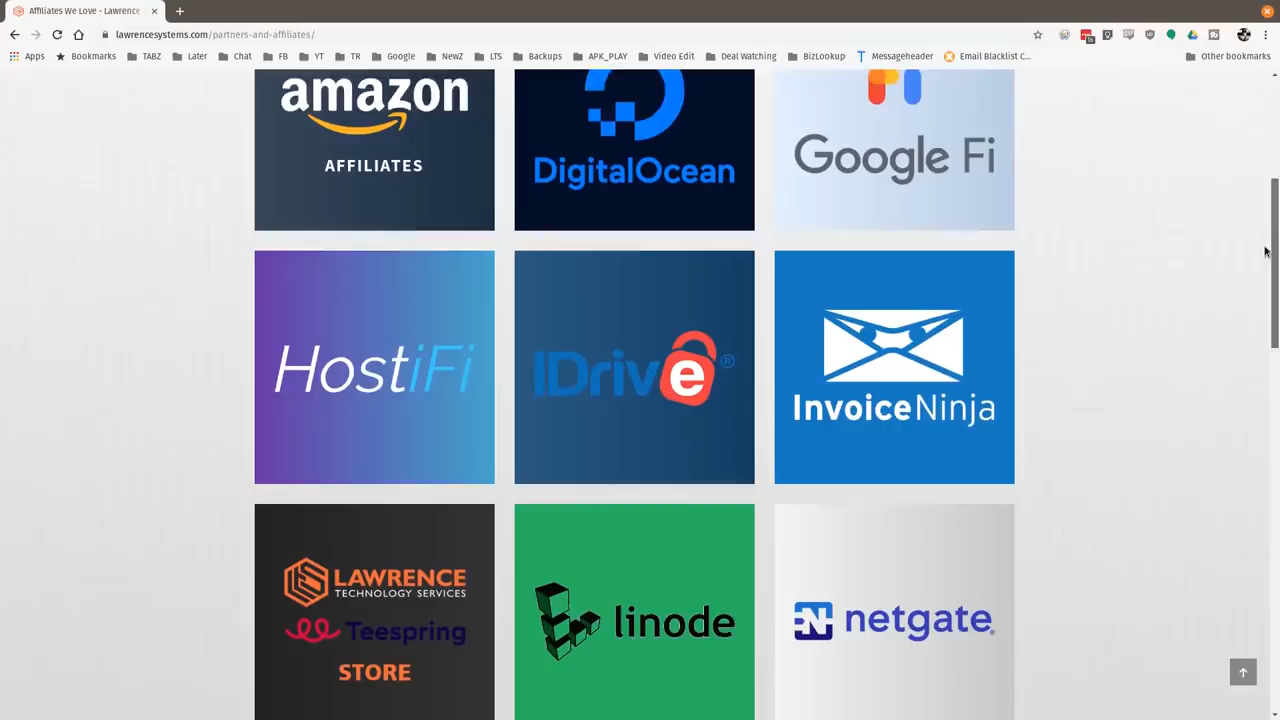 Affiliates We Love - Lawrence
lawrencesystems.com/partners-and-affiliates/
Apps Bookmarks TABZ Later Chat FB YT TR Google NewZ LTS Backups APK_PLAY Video Edit Deal Watching BizLookup Messageheader Email Blacklist C... Other bookmarks
amazon
AFFILIATES
DigitalOcean
Google Fi
HostiFi
IDrive®
InvoiceNinja
LAWRENCE
TECHNOLOGY SERVICES
Teespring
STORE
linode
netgate®